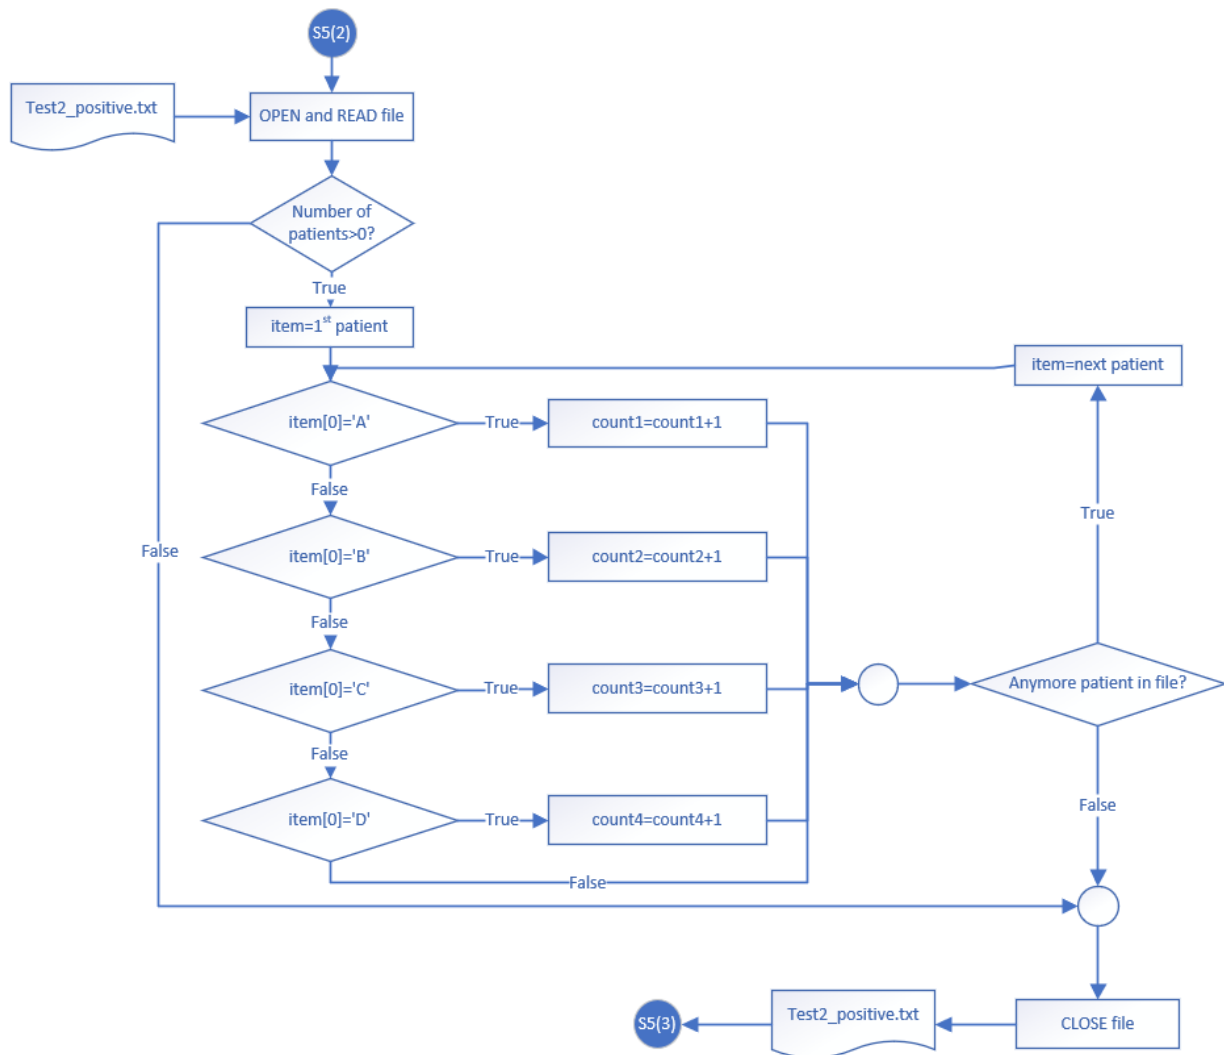 S5(2)
Test2_positive.txt
OPEN and READ file
Number of
patients>0?
True
item=1st patient
item=next patient
item[0]='A'
True
count1=count1+1
False
True
item[0]='B'
True
count2=count2+1
False
False
item[0]='C'
True
count3=count3+1
Anymore patient in file?
False
item[0]='D'
True
count4=count4+1
False
False
S5(3)
Test2_positive.txt
CLOSE file